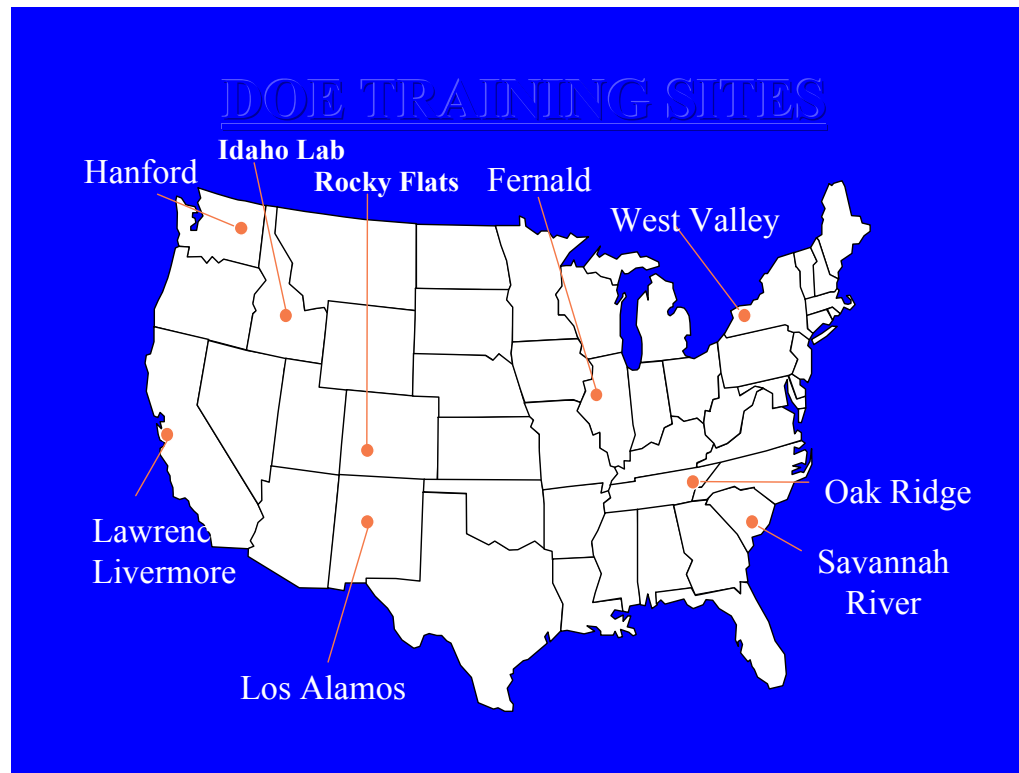 DOE TRAINING SITES
Idaho Lab
Hanford
Rocky Flats
Fernald
West Valley
Oak Ridge
Lawrenc
Livermore
Savannah
River
Los Alamos